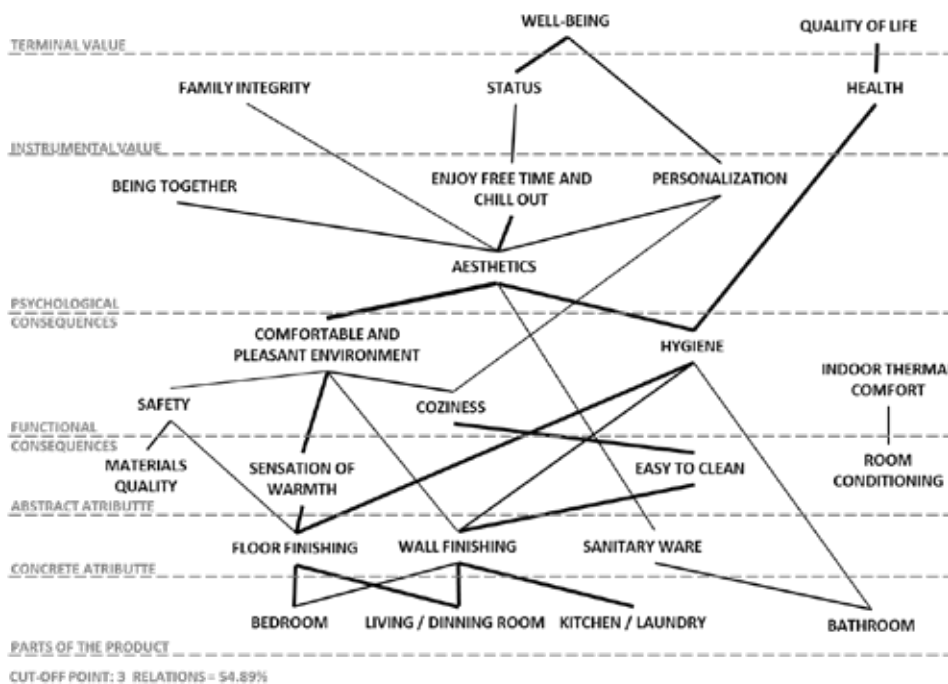 WELL-BEING
QUALITY OF LIFE
TERMINAL VALUE
FAMILY INTEGRITY
STATUS
HEALTH
INSTRUMENTAL VALUE
BEING TOGETHER
ENJOY FREE TIME AND
CHILL OUT
PERSONALIZATION
AESTHETICS
PSYCHOLOGICAL
CONSEQUENCES
COMFORTABLE AND
PLEASANT ENVIRONMENT
HYGIENE
INDOOR THERMAL
COMFORT
SAFETY
COZINESS
FUNCTIONAL
CONSEQUENCES
MATERIALS
QUALITY
SENSATION OF
WARMTH
EASY TO CLEAN
ROOM
CONDITIONING
ABSTRACT ATRIBUTTE
FLOOR FINISHING
WALL FINISHING
SANITARY WARE
CONCRETE ATRIBUTTE
BEDROOM
LIVING / DINNING ROOM
KITCHEN / LAUNDRY
BATHROOM
PARTS OF THE PRODUCT
CUT-OFF POINT: 3 RELATIONS = 54.89%